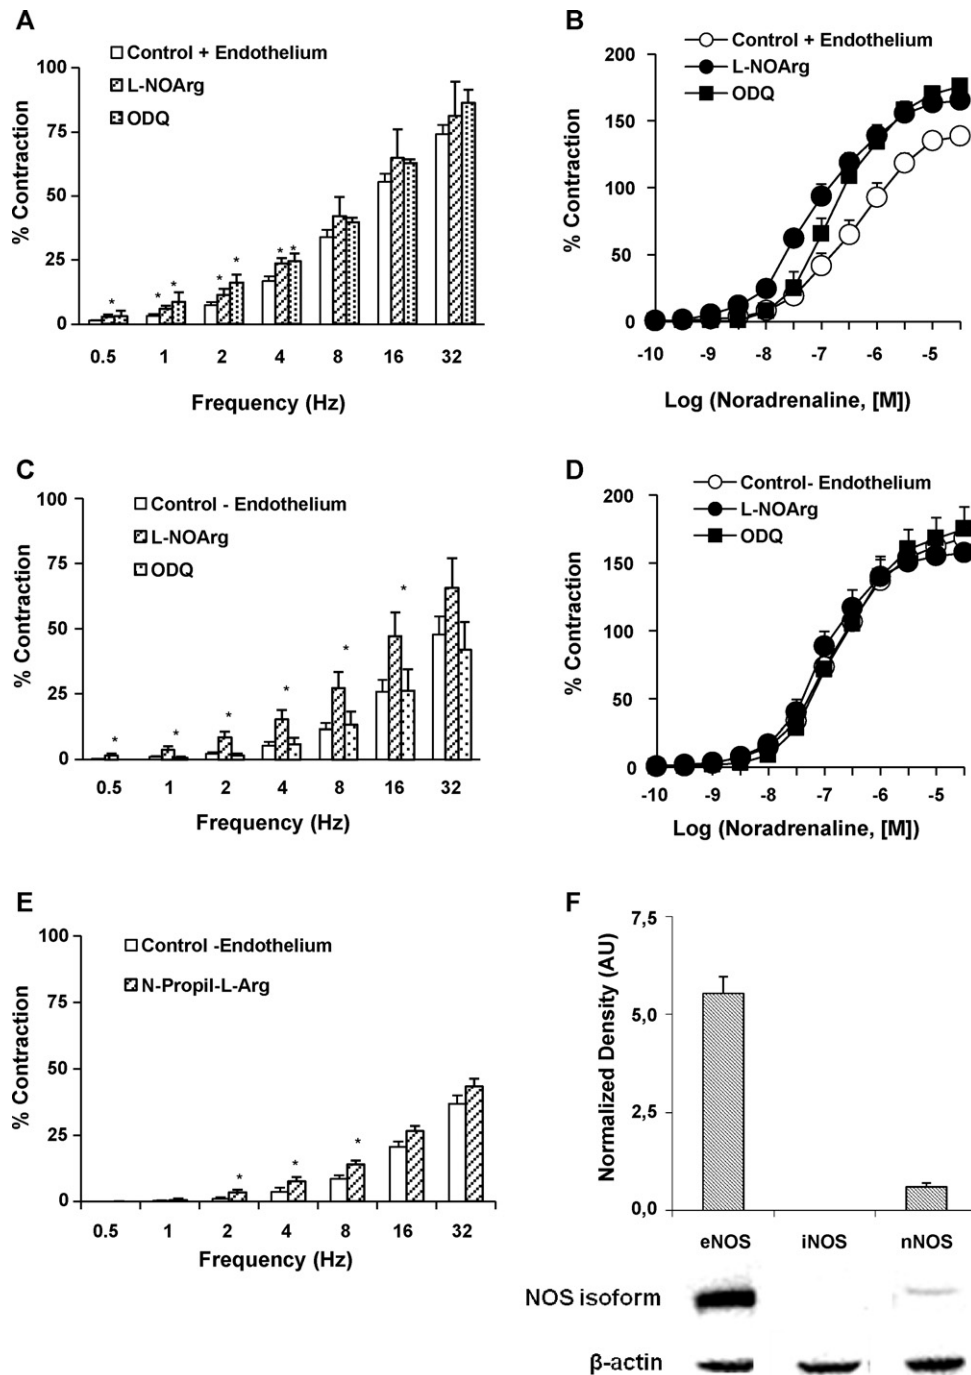 A
Control + Endothelium
L-NOArg
ODQ
% Contraction
100
75
50
25
0
* * * * * * *
0.5 1 2 4 8 16 32
Frequency (Hz)
B
Control + Endothelium
L-NOArg
ODQ
% Contraction
200
150
100
50
0
-10 -9 -8 -7 -6 -5
Log (Noradrenaline, [M])
C
Control - Endothelium
L-NOArg
ODQ
% Contraction
100
75
50
25
0
* * * * * *
0.5 1 2 4 8 16 32
Frequency (Hz)
D
Control- Endothelium
L-NOArg
ODQ
% Contraction
200
150
100
50
0
-10 -9 -8 -7 -6 -5
Log (Noradrenaline, [M])
E
Control -Endothelium
N-Propil-L-Arg
% Contraction
100
75
50
25
0
* * *
0.5 1 2 4 8 16 32
Frequency (Hz)
F
Normalized Density (AU)
7,5
5,0
2,5
0,0
eNOS iNOS nNOS
NOS isoform
β-actin